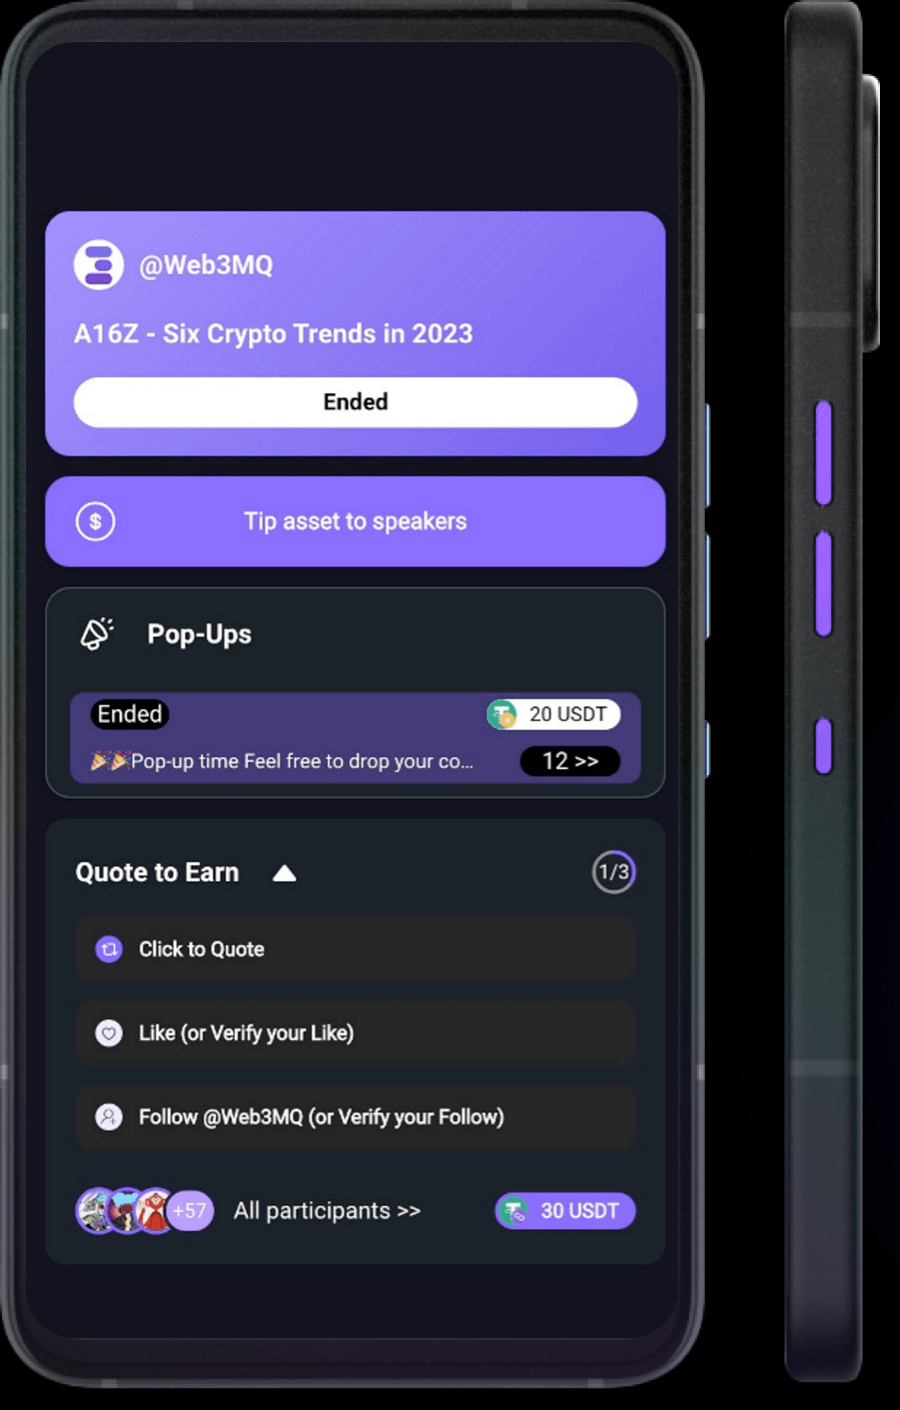 @Web3MQ
A16Z - Six Crypto Trends in 2023
Ended
$ Tip asset to speakers
Pop-Ups
Ended 20 USDT
🎉🎉Pop-up time Feel free to drop your co... 12 >>
Quote to Earn 1/3
Click to Quote
Like (or Verify your Like)
Follow @Web3MQ (or Verify your Follow)
+57 All participants >> 30 USDT